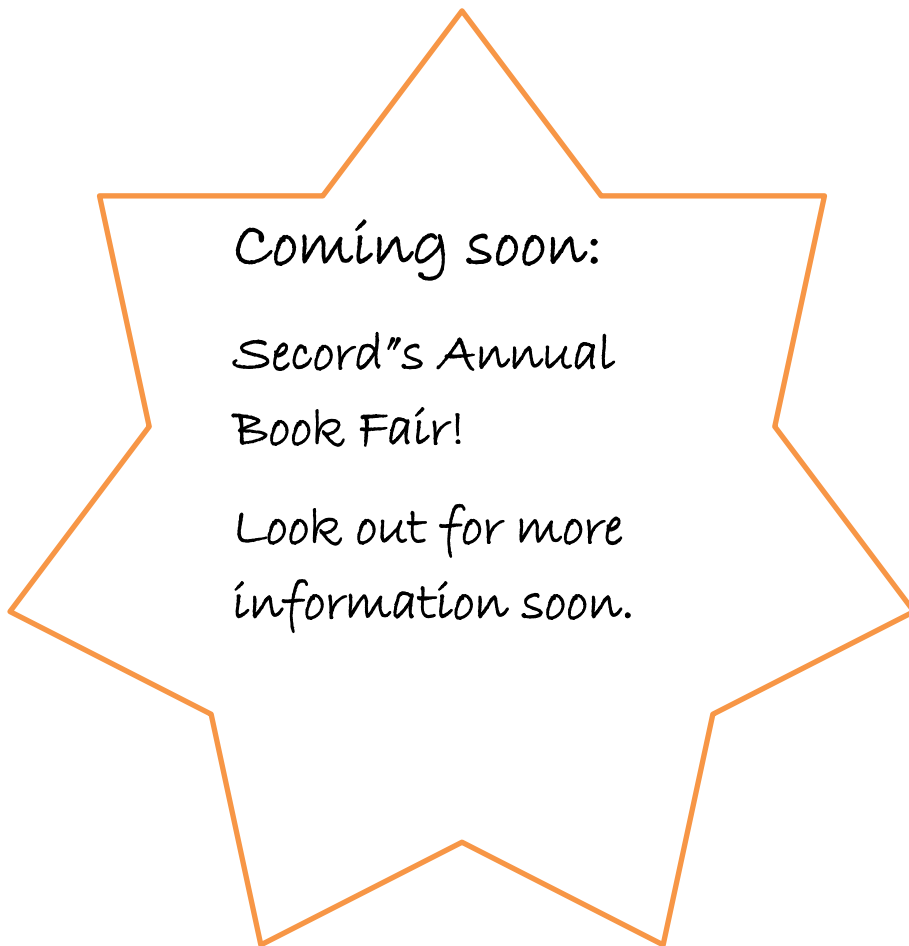 Coming soon:
Secord"s Annual
Book Fair!
Look out for more
information soon.